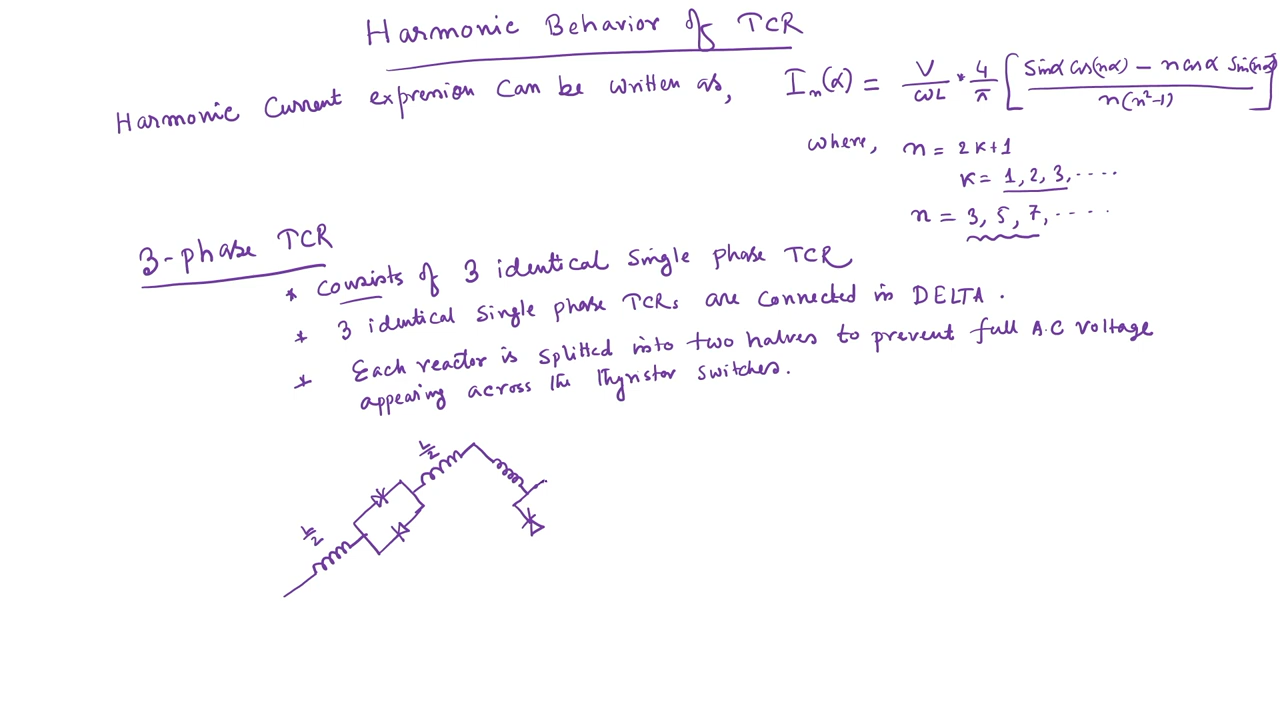 Harmonic Behavior of TCR
Harmonic Current expression Can be written as, In(α) = V/ωL * 4/π [ Sinα Cos(nα) - n Cosα Sin(nα) / n(n²-1) ]
where, n = 2K+1
K = 1, 2, 3, ....
n = 3, 5, 7, ....
3-phase TCR
* Consists of 3 identical Single phase TCR
* 3 identical Single phase TCRs are Connected in DELTA.
* Each reactor is splitted into two halves to prevent full A.C voltage
appearing across the Thyristor Switches.
L/2
L/2